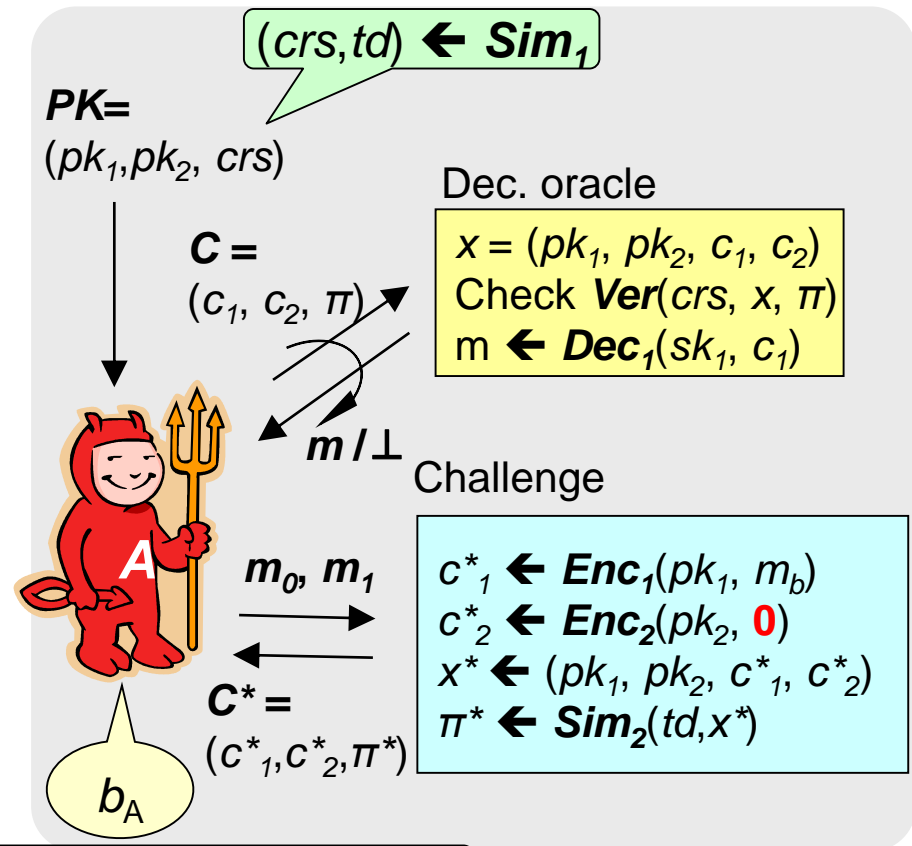 (crs,td) 🡸 Sim₁
PK=
(pk₁,pk₂, crs)
Dec. oracle
C =
(c₁, c₂, π)
x = (pk₁, pk₂, c₁, c₂)
Check Ver(crs, x, π)
m 🡸 Dec₁(sk₁, c₁)
m / ⊥
Challenge
A
m₀, m₁
c*₁ 🡸 Enc₁(pk₁, m_b)
c*₂ 🡸 Enc₂(pk₂, 0)
x* 🡸 (pk₁, pk₂, c*₁, c*₂)
π* 🡸 Sim₂(td,x*)
C* =
(c*₁,c*₂,π*)
b_A